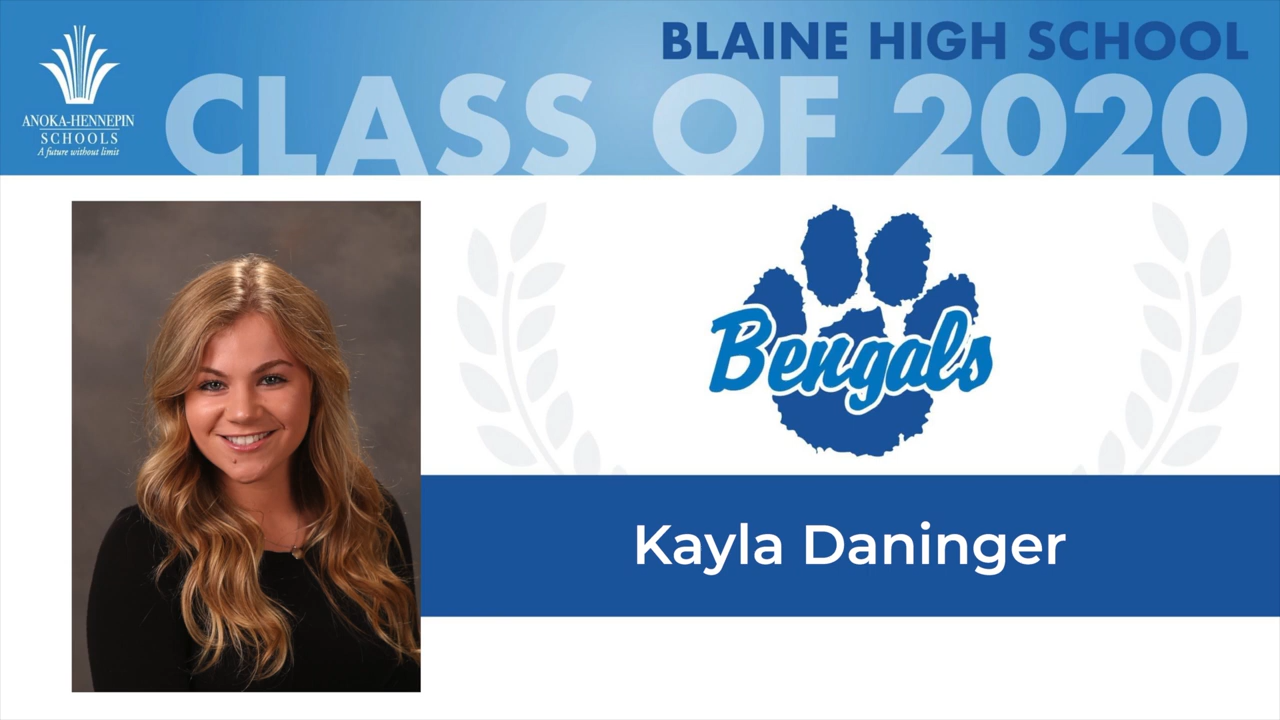 BLAINE HIGH SCHOOL
CLASS OF 2020
ANOKA-HENNEPIN
SCHOOLS
A future without limit
Bengals
Kayla Daninger